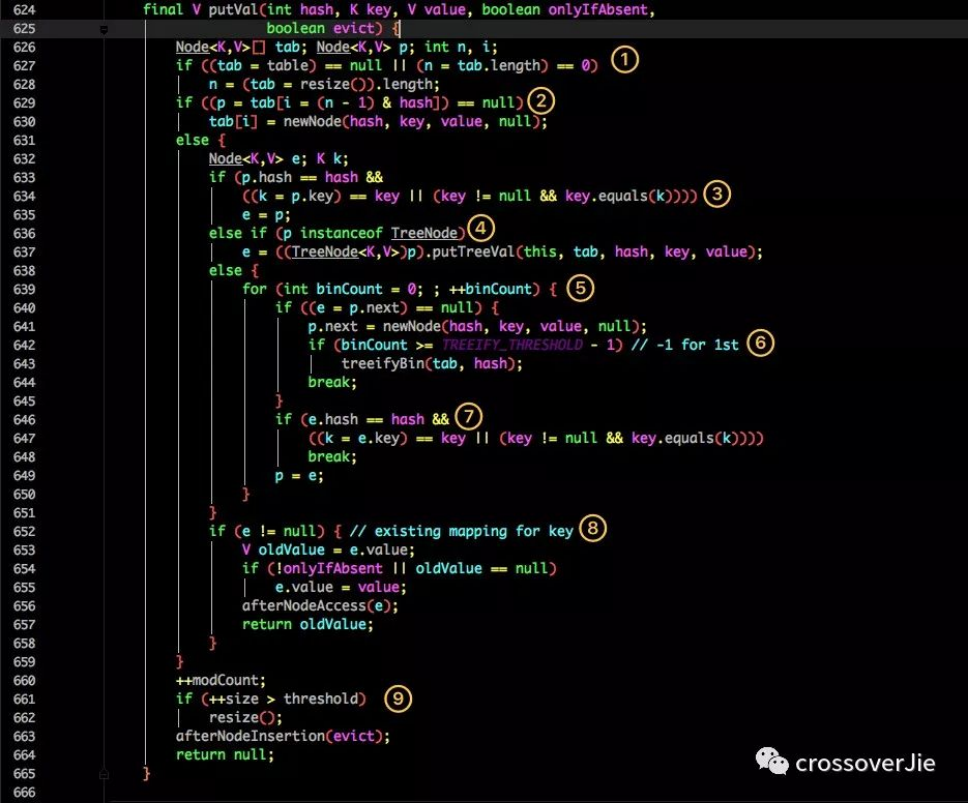 624 final V putVal(int hash, K key, V value, boolean onlyIfAbsent,
625 boolean evict) {
626 Node<K,V>[] tab; Node<K,V> p; int n, i;
627 if ((tab = table) == null || (n = tab.length) == 0) ①
628 n = (tab = resize()).length;
629 if ((p = tab[i = (n - 1) & hash]) == null) ②
630 tab[i] = newNode(hash, key, value, null);
631 else {
632 Node<K,V> e; K k;
633 if (p.hash == hash &&
634 ((k = p.key) == key || (key != null && key.equals(k)))) ③
635 e = p;
636 else if (p instanceof TreeNode) ④
637 e = ((TreeNode<K,V>)p).putTreeVal(this, tab, hash, key, value);
638 else {
639 for (int binCount = 0; ; ++binCount) { ⑤
640 if ((e = p.next) == null) {
641 p.next = newNode(hash, key, value, null);
642 if (binCount >= TREEIFY_THRESHOLD - 1) // -1 for 1st ⑥
643 treeifyBin(tab, hash);
644 break;
645 }
646 if (e.hash == hash && ⑦
647 ((k = e.key) == key || (key != null && key.equals(k))))
648 break;
649 p = e;
650 }
651 }
652 if (e != null) { // existing mapping for key ⑧
653 V oldValue = e.value;
654 if (!onlyIfAbsent || oldValue == null)
655 e.value = value;
656 afterNodeAccess(e);
657 return oldValue;
658 }
659 }
660 ++modCount;
661 if (++size > threshold) ⑨
662 resize();
663 afterNodeInsertion(evict);
664 return null;
665 }
666
crossoverJie